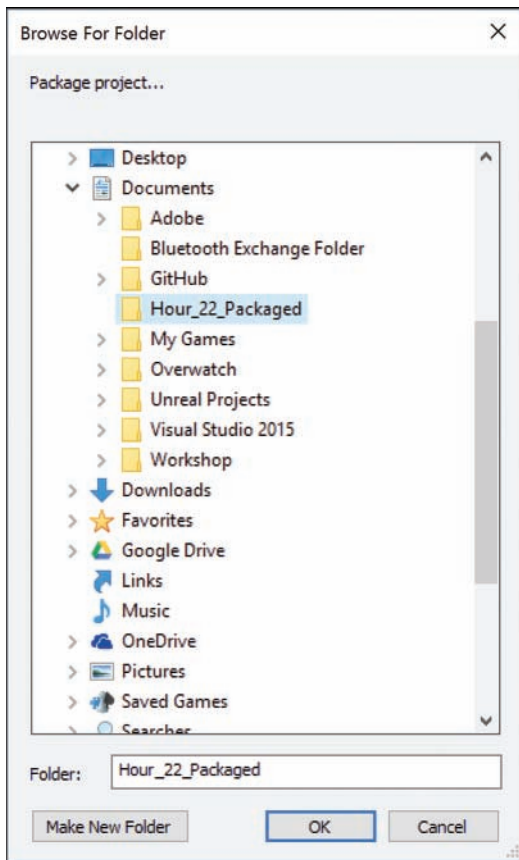 Browse For Folder
Package project...
Desktop
Documents
Adobe
Bluetooth Exchange Folder
GitHub
Hour_22_Packaged
My Games
Overwatch
Unreal Projects
Visual Studio 2015
Workshop
Downloads
Favorites
Google Drive
Links
Music
OneDrive
Pictures
Saved Games
Searches
Folder: Hour_22_Packaged
Make New Folder OK Cancel